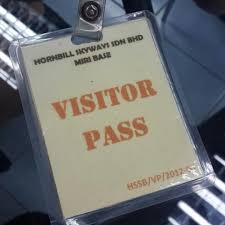 HORNBILL SKYWAYS SDN BHD
MIRI BASE
VISITOR
PASS
HSSB/VP/2012